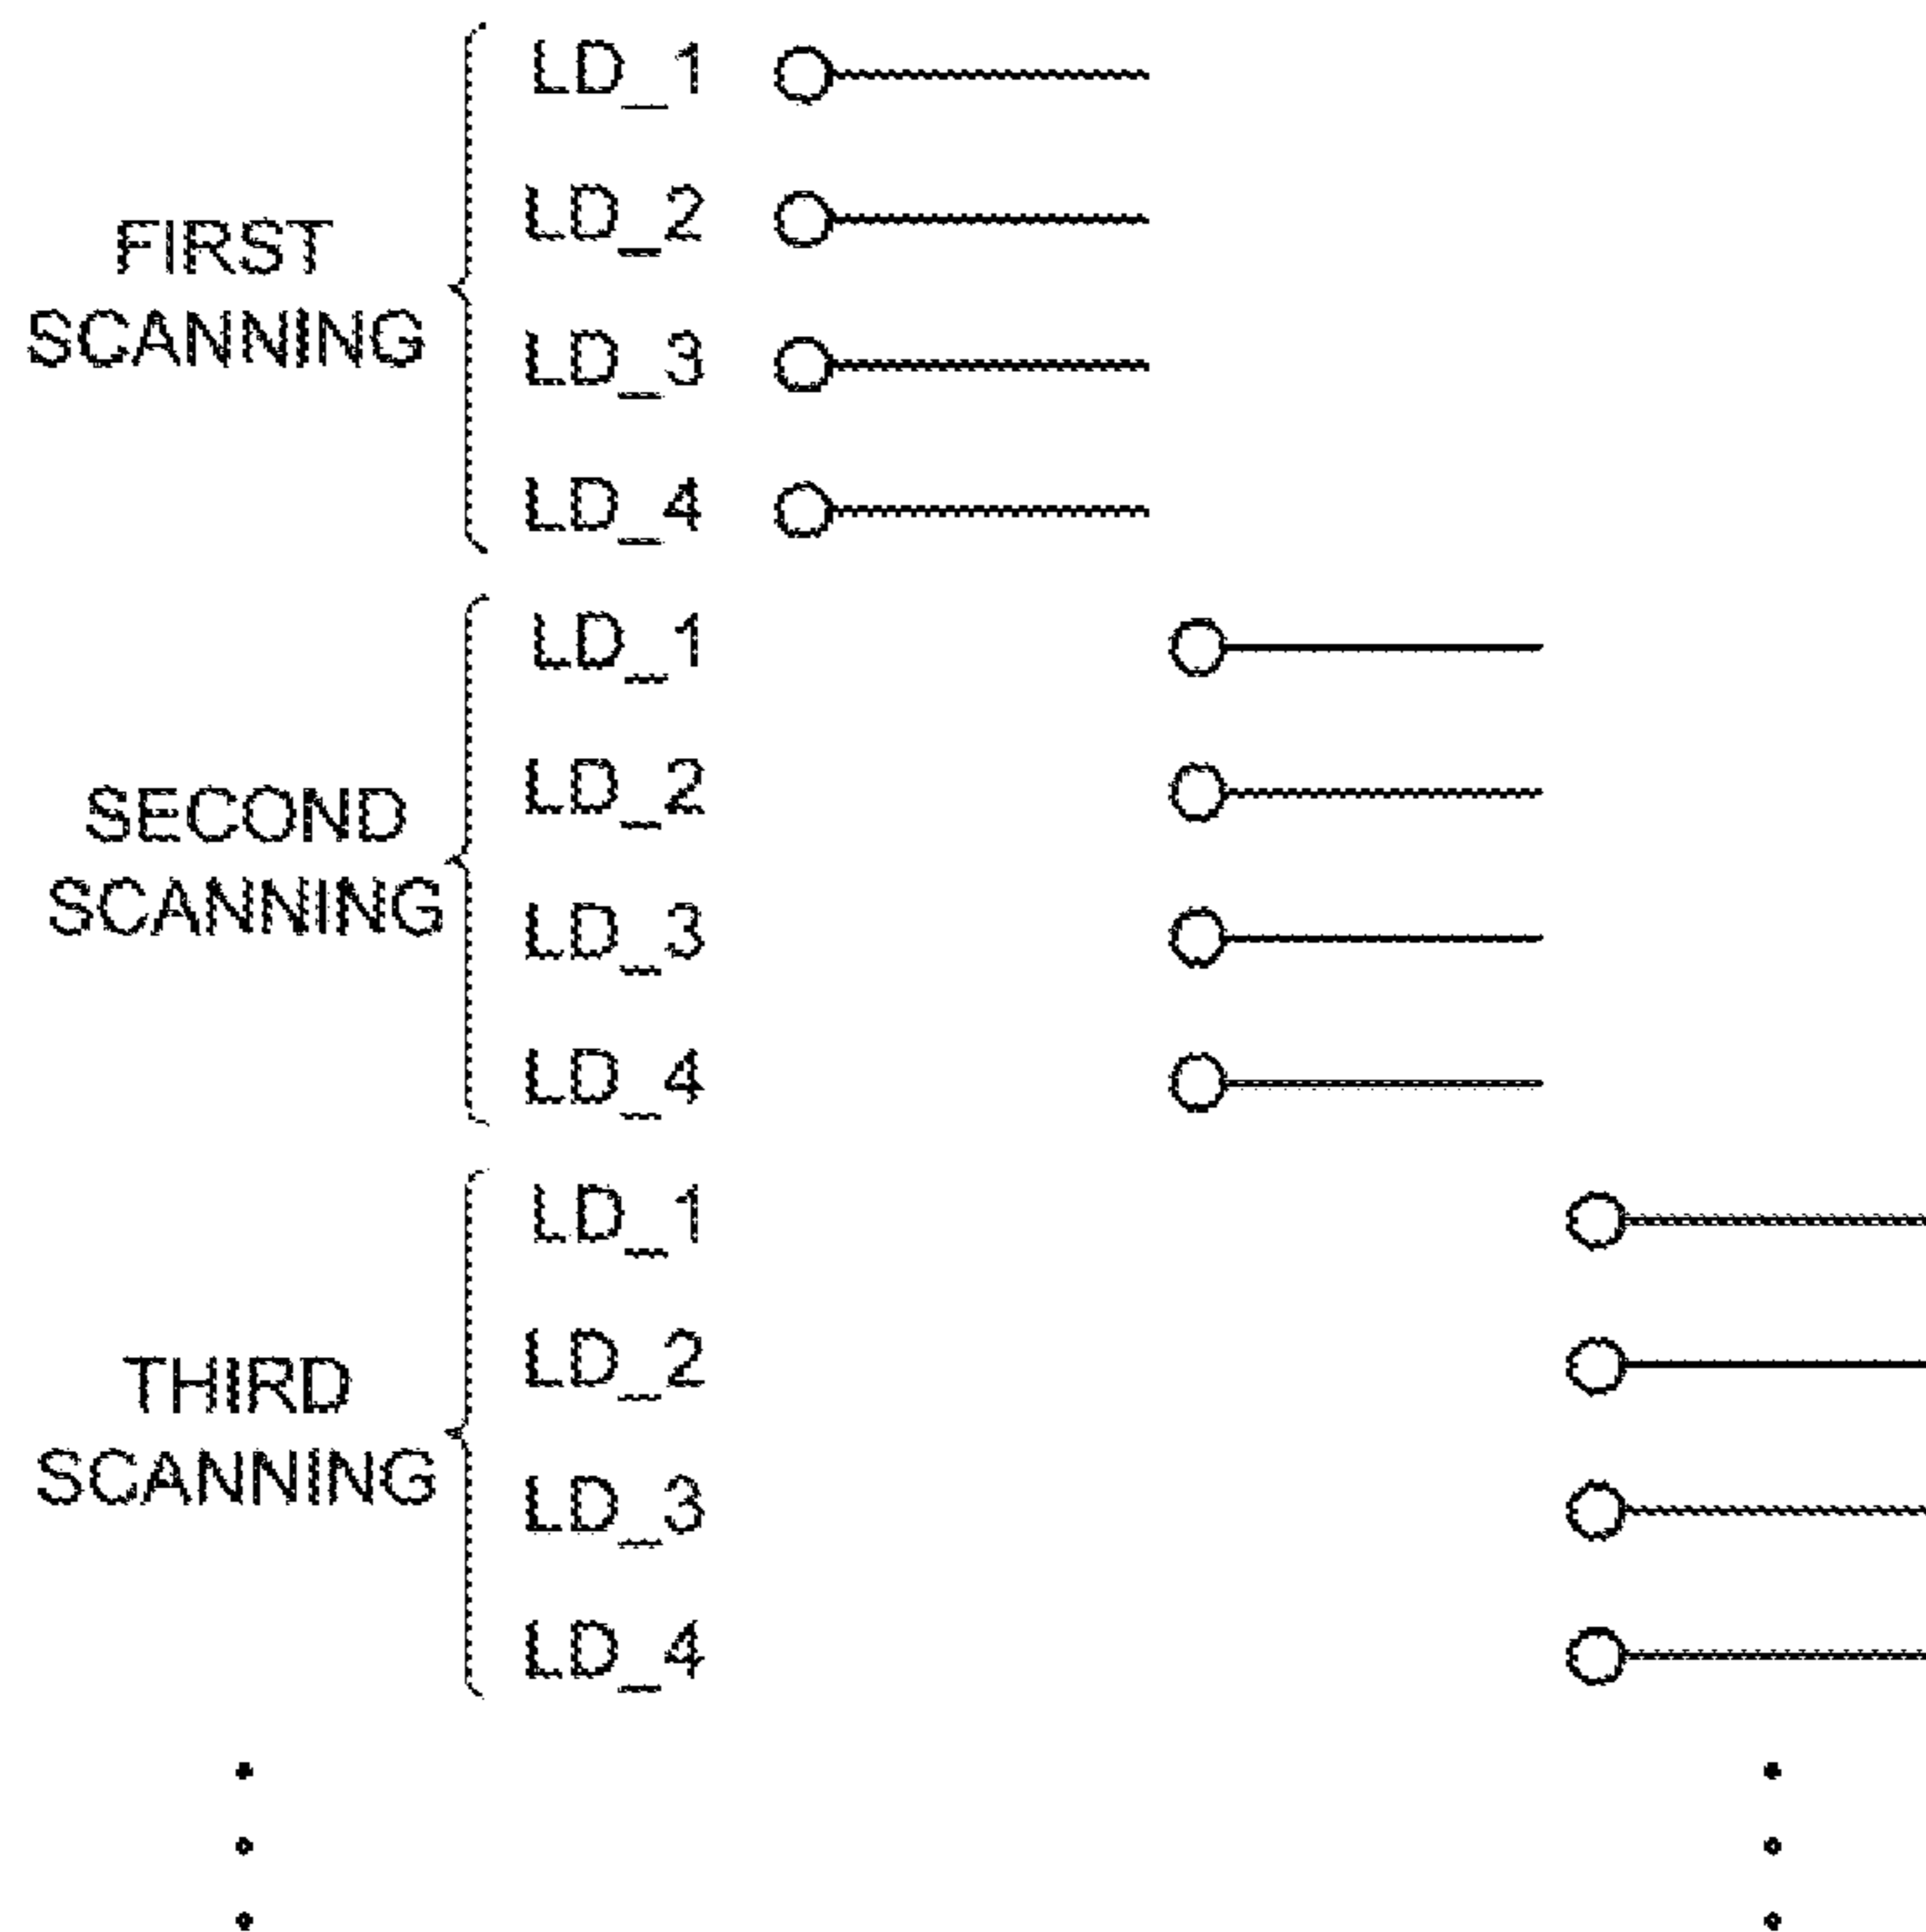 FIRST
SCANNING
LD_1
LD_2
LD_3
LD_4
SECOND
SCANNING
LD_1
LD_2
LD_3
LD_4
THIRD
SCANNING
LD_1
LD_2
LD_3
LD_4